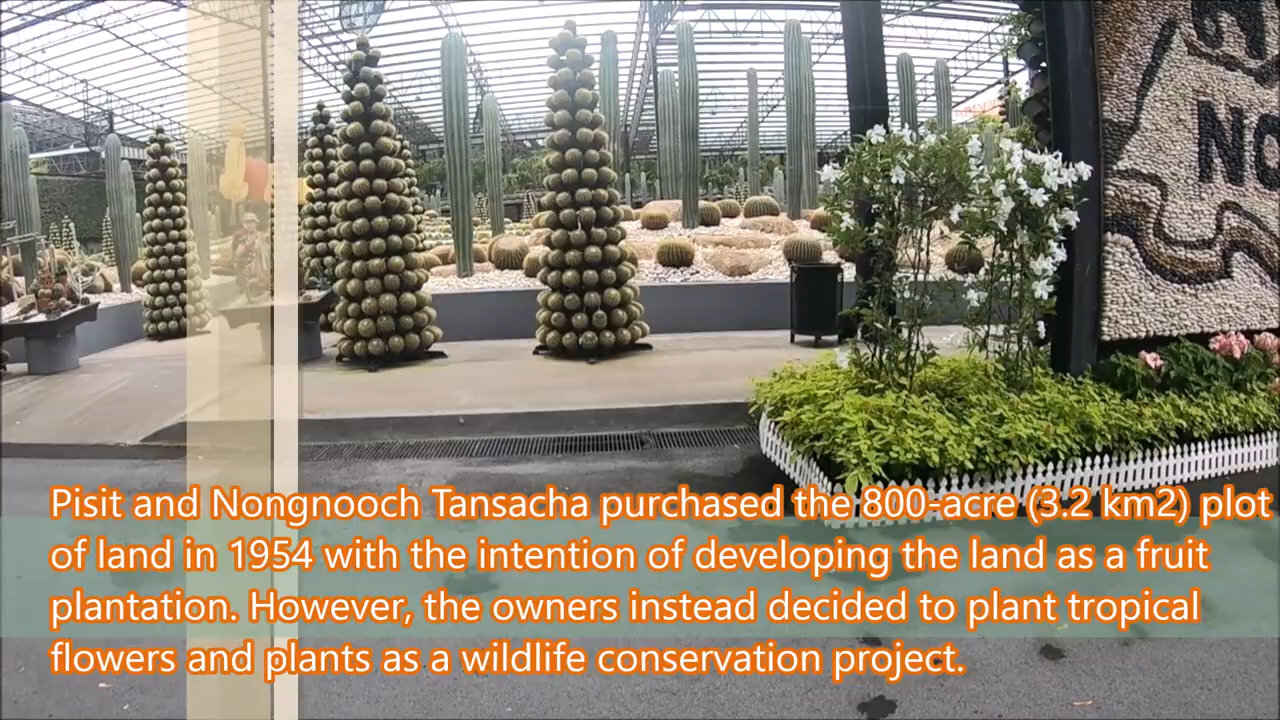 NO
Pisit and Nongnooch Tansacha purchased the 800-acre (3.2 km2) plot
of land in 1954 with the intention of developing the land as a fruit
plantation. However, the owners instead decided to plant tropical
flowers and plants as a wildlife conservation project.